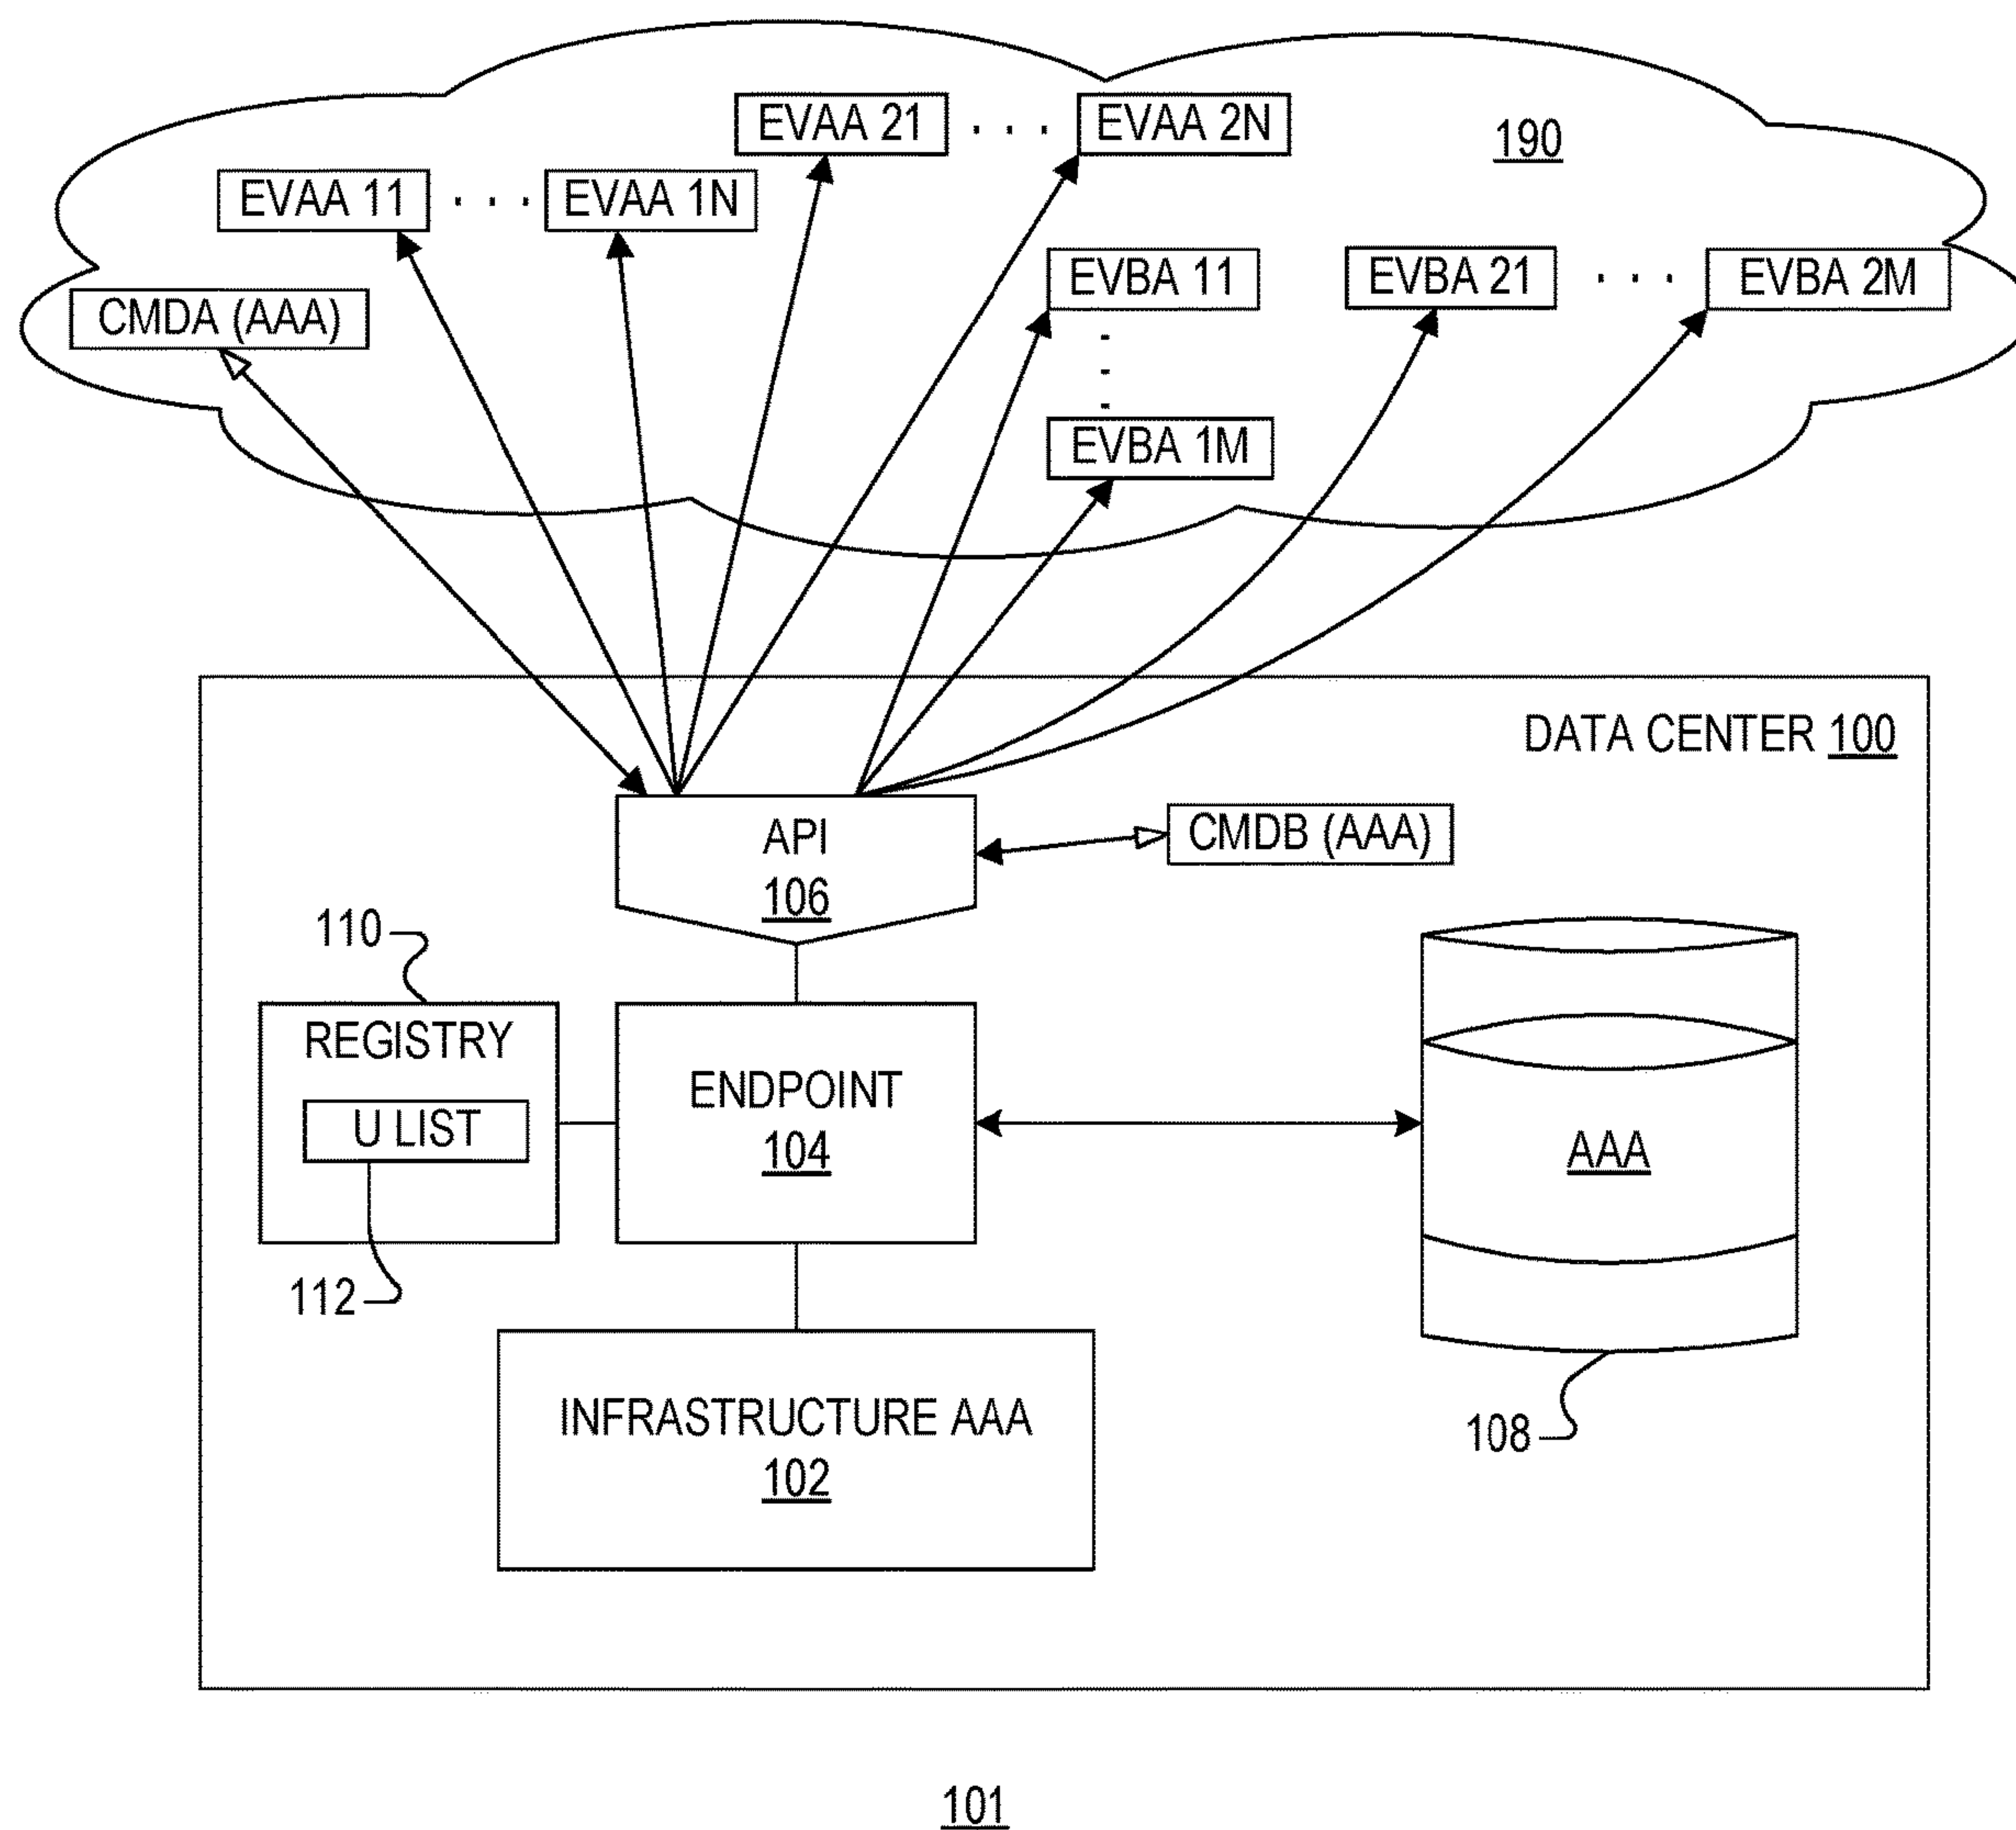 EVAA 21 . . . EVAA 2N
190
EVAA 11 . . . EVAA 1N
EVBA 11
EVBA 21 . . . EVBA 2M
CMDA (AAA)
EVBA 1M
DATA CENTER 100
API
106
CMDB (AAA)
110
REGISTRY
U LIST
ENDPOINT
104
AAA
112
INFRASTRUCTURE AAA
102
108
101